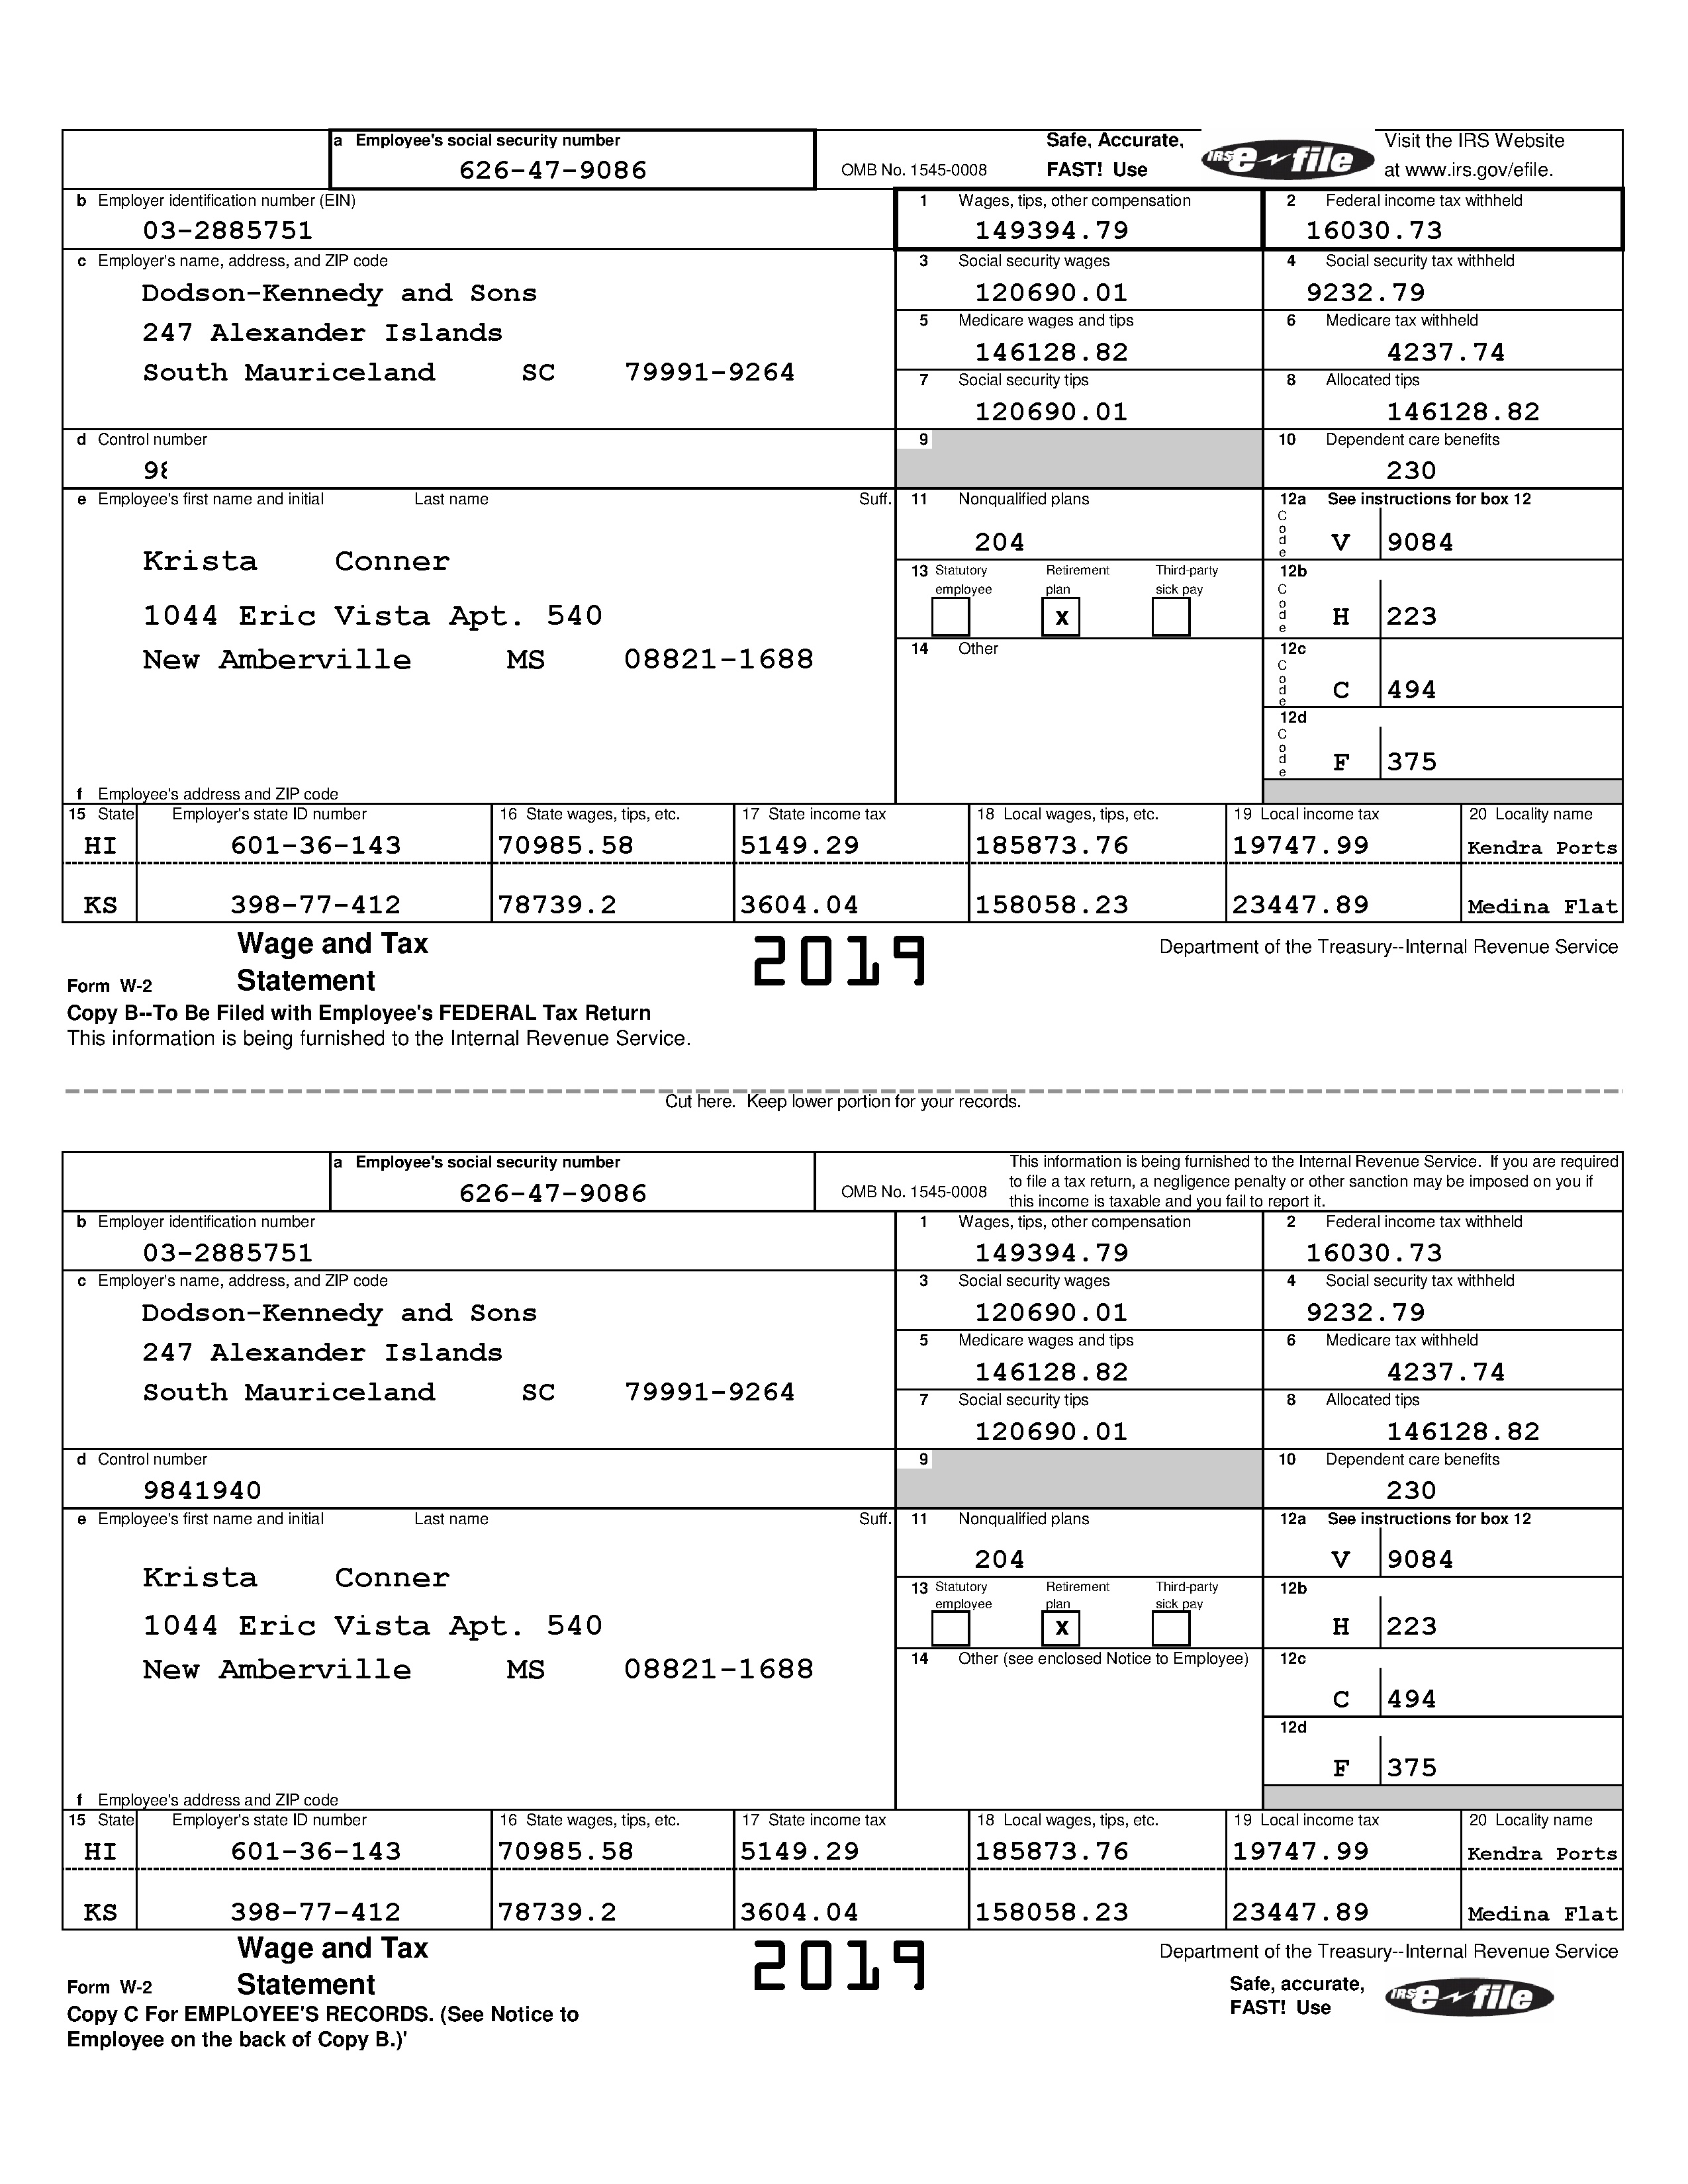 a Employee's social security number
626-47-9086
OMB No. 1545-0008
Safe, Accurate,
FAST! Use
IRS e file
Visit the IRS Website
at www.irs.gov/efile.
b Employer identification number (EIN)
03-2885751
1 Wages, tips, other compensation
149394.79
2 Federal income tax withheld
16030.73
c Employer's name, address, and ZIP code
Dodson-Kennedy and Sons
247 Alexander Islands
South Mauriceland SC 79991-9264
3 Social security wages
120690.01
4 Social security tax withheld
9232.79
5 Medicare wages and tips
146128.82
6 Medicare tax withheld
4237.74
7 Social security tips
120690.01
8 Allocated tips
146128.82
d Control number
9
10 Dependent care benefits
230
e Employee's first name and initial Last name Suff.
Krista Conner
1044 Eric Vista Apt. 540
New Amberville MS 08821-1688
f Employee's address and ZIP code
11 Nonqualified plans
204
12a See instructions for box 12
Code V 9084
13 Statutory employee Retirement plan Third-party sick pay
X
12b
Code H 223
14 Other
12c
Code C 494
12d
Code F 375
15 State Employer's state ID number 16 State wages, tips, etc. 17 State income tax 18 Local wages, tips, etc. 19 Local income tax 20 Locality name
HI 601-36-143 70985.58 5149.29 185873.76 19747.99 Kendra Ports
KS 398-77-412 78739.2 3604.04 158058.23 23447.89 Medina Flat
Wage and Tax
Statement
Form W-2
2019
Department of the Treasury--Internal Revenue Service
Copy B--To Be Filed with Employee's FEDERAL Tax Return
This information is being furnished to the Internal Revenue Service.
Cut here. Keep lower portion for your records.
a Employee's social security number
626-47-9086
OMB No. 1545-0008
This information is being furnished to the Internal Revenue Service. If you are required
to file a tax return, a negligence penalty or other sanction may be imposed on you if
this income is taxable and you fail to report it.
b Employer identification number
03-2885751
1 Wages, tips, other compensation
149394.79
2 Federal income tax withheld
16030.73
c Employer's name, address, and ZIP code
Dodson-Kennedy and Sons
247 Alexander Islands
South Mauriceland SC 79991-9264
3 Social security wages
120690.01
4 Social security tax withheld
9232.79
5 Medicare wages and tips
146128.82
6 Medicare tax withheld
4237.74
7 Social security tips
120690.01
8 Allocated tips
146128.82
d Control number
9841940
9
10 Dependent care benefits
230
e Employee's first name and initial Last name Suff.
Krista Conner
1044 Eric Vista Apt. 540
New Amberville MS 08821-1688
f Employee's address and ZIP code
11 Nonqualified plans
204
12a See instructions for box 12
V 9084
13 Statutory employee Retirement plan Third-party sick pay
X
12b
H 223
14 Other (see enclosed Notice to Employee)
12c
C 494
12d
F 375
15 State Employer's state ID number 16 State wages, tips, etc. 17 State income tax 18 Local wages, tips, etc. 19 Local income tax 20 Locality name
HI 601-36-143 70985.58 5149.29 185873.76 19747.99 Kendra Ports
KS 398-77-412 78739.2 3604.04 158058.23 23447.89 Medina Flat
Wage and Tax
Statement
Form W-2
2019
Department of the Treasury--Internal Revenue Service
Safe, accurate,
FAST! Use
IRS e file
Copy C For EMPLOYEE'S RECORDS. (See Notice to
Employee on the back of Copy B.)'